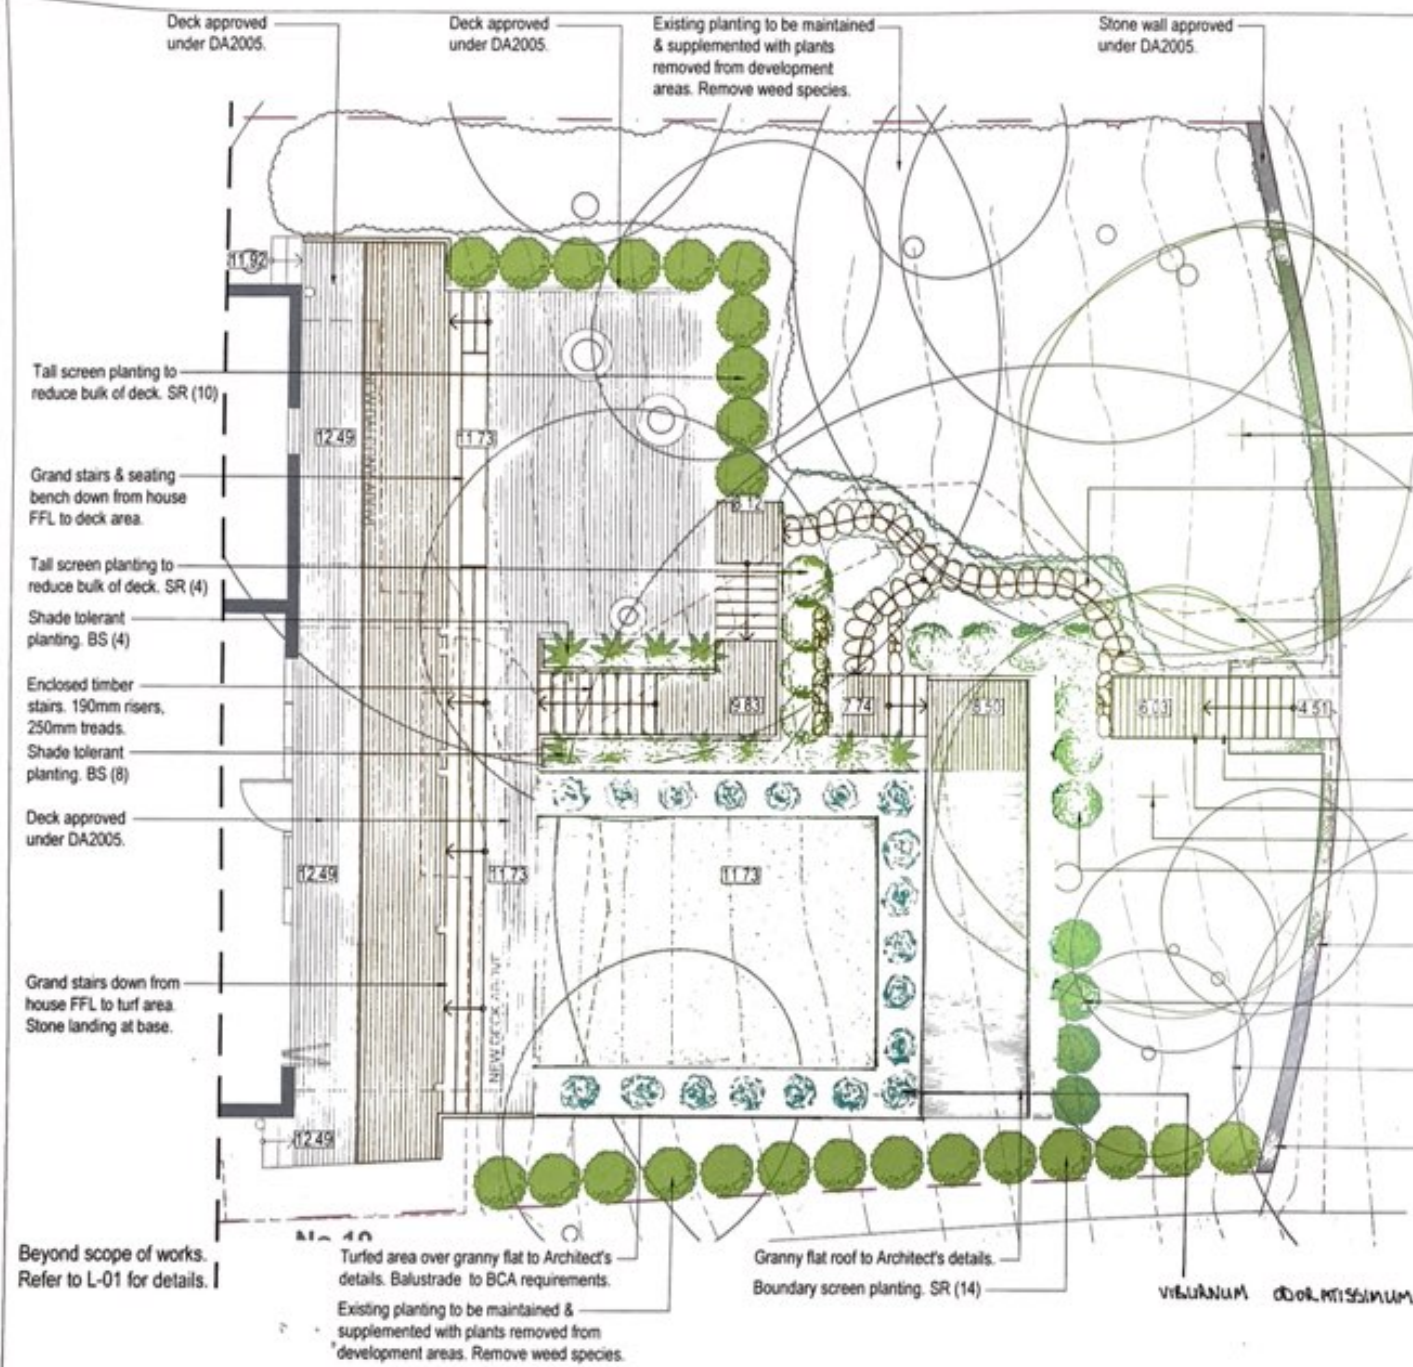 Deck approved
under DA2005.
Deck approved
under DA2005.
Existing planting to be maintained
& supplemented with plants
removed from development
areas. Remove weed species.
Stone wall approved
under DA2005.
11.92
Tall screen planting to
reduce bulk of deck. SR (10)
12.49
11.73
Grand stairs & seating
bench down from house
FFL to deck area.
Tall screen planting to
reduce bulk of deck. SR (4)
Shade tolerant
planting. BS (4)
Enclosed timber
stairs. 190mm risers,
250mm treads.
9.83
7.74
8.50
6.03
4.51
Shade tolerant
planting. BS (8)
Deck approved
under DA2005.
12.49
11.73
11.73
Grand stairs down from
house FFL to turf area.
Stone landing at base.
NEW DECK
12.49
Beyond scope of works.
Refer to L-01 for details.
Turfed area over granny flat to Architect's
details. Balustrade to BCA requirements.
Existing planting to be maintained &
supplemented with plants removed from
development areas. Remove weed species.
Granny flat roof to Architect's details.
Boundary screen planting. SR (14)
VIBURNUM ODORATISSIMUM